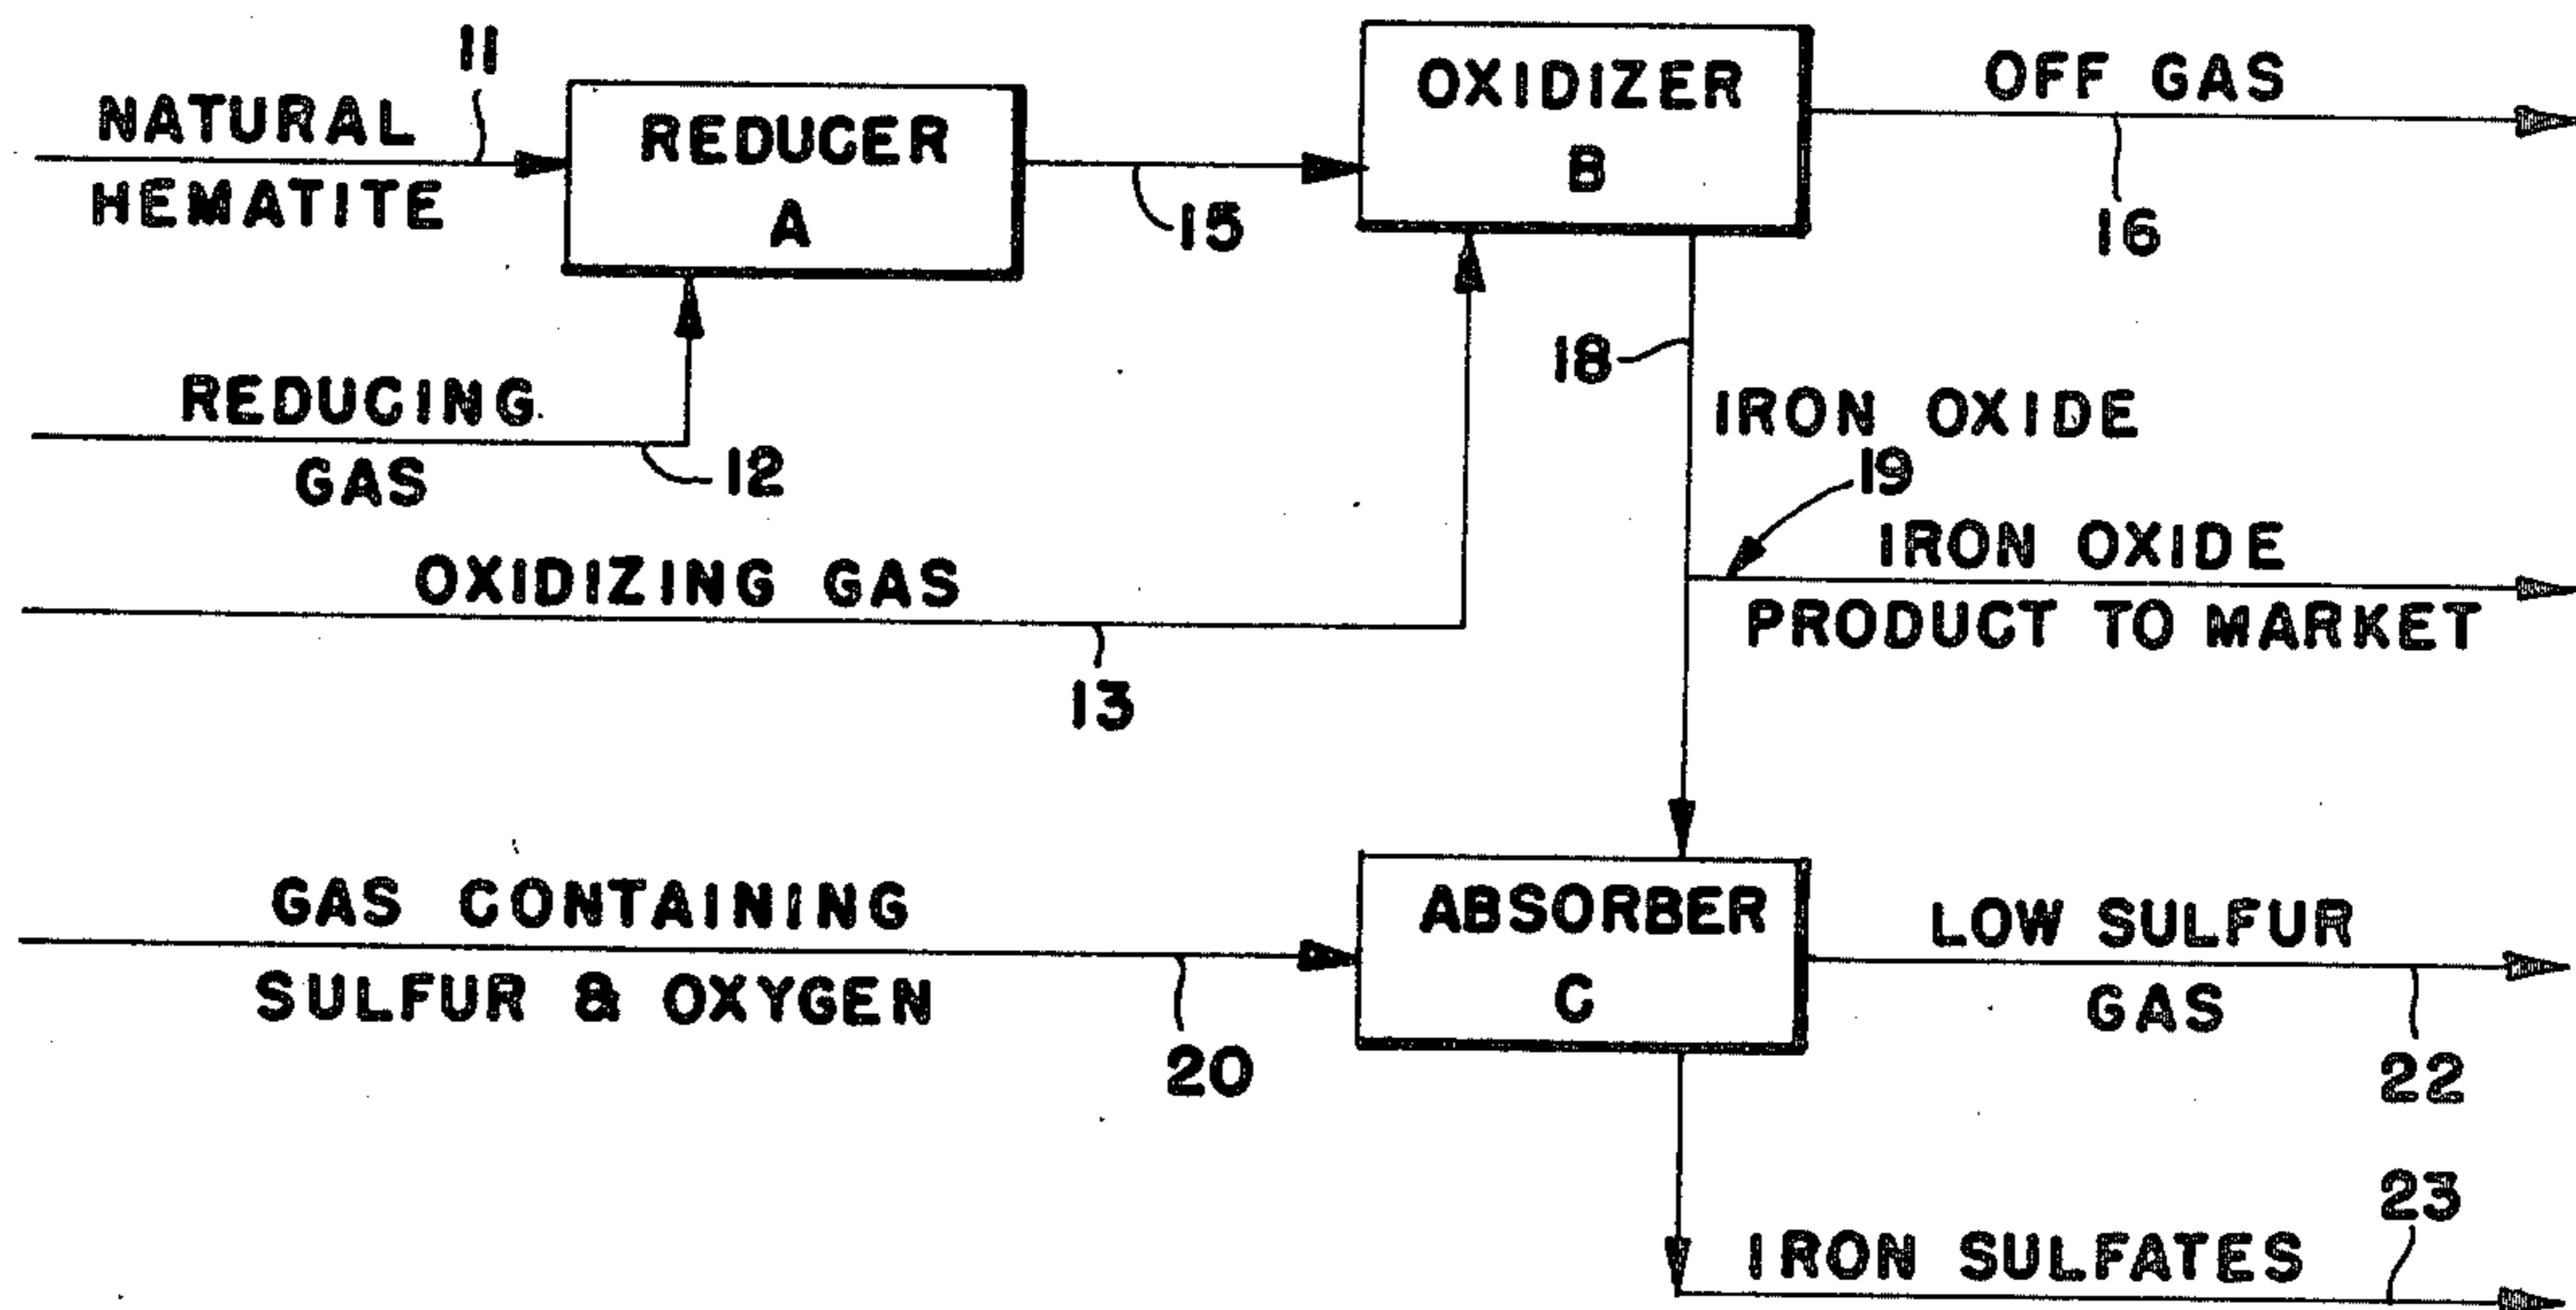 11
NATURAL
HEMATITE
REDUCER
A
15
OXIDIZER
B
OFF GAS
16
REDUCING
GAS
12
18
IRON OXIDE
19
IRON OXIDE
PRODUCT TO MARKET
OXIDIZING GAS
13
GAS CONTAINING
SULFUR & OXYGEN
20
ABSORBER
C
LOW SULFUR
GAS
22
23
IRON SULFATES